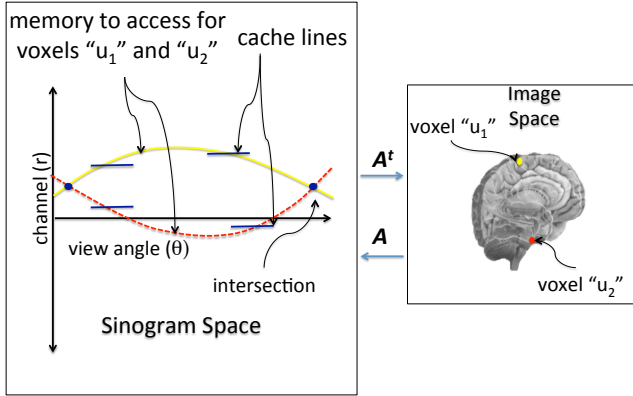 memory to access for
voxels “u1” and “u2”
cache lines
channel (r)
view angle (θ)
intersection
Sinogram Space
At
A
Image
Space
voxel “u1”
voxel “u2”